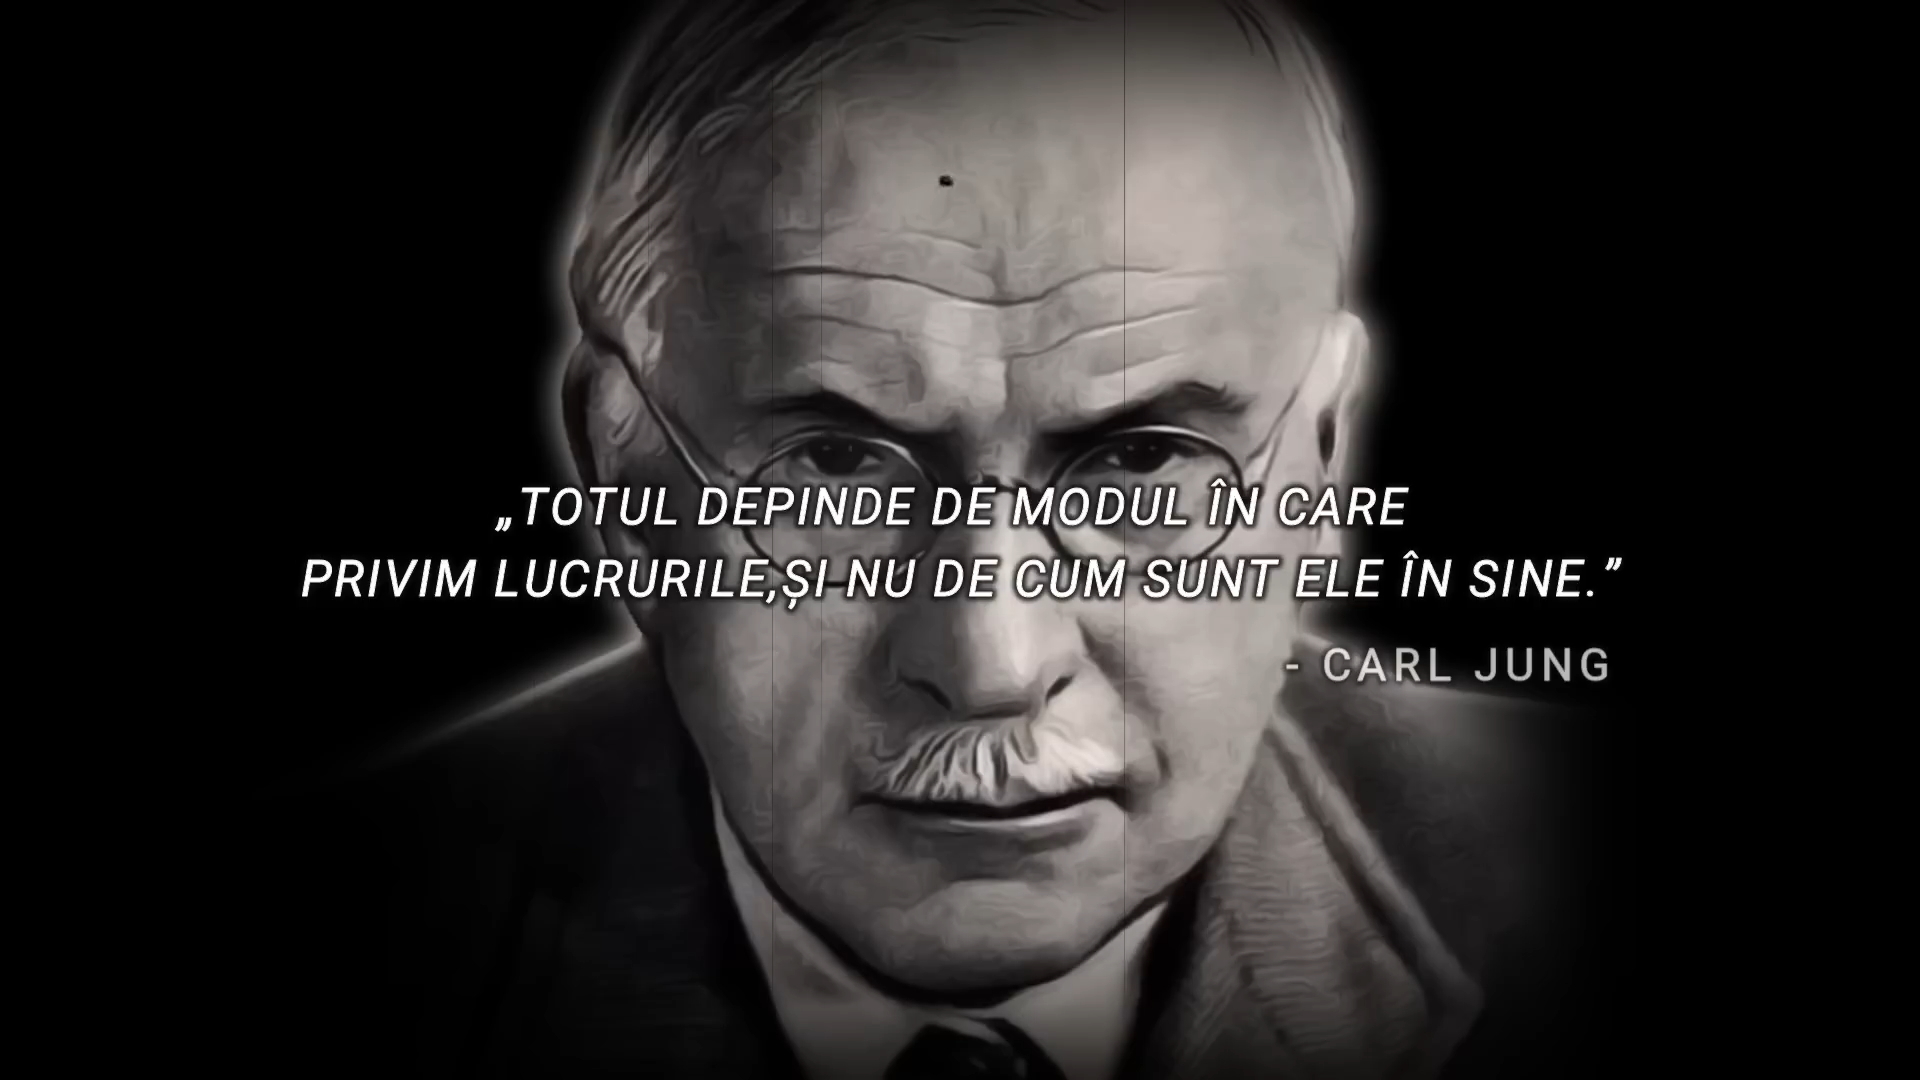 „TOTUL DEPINDE DE MODUL ÎN CARE
PRIVIM LUCRURILE,ȘI NU DE CUM SUNT ELE ÎN SINE.”
- CARL JUNG